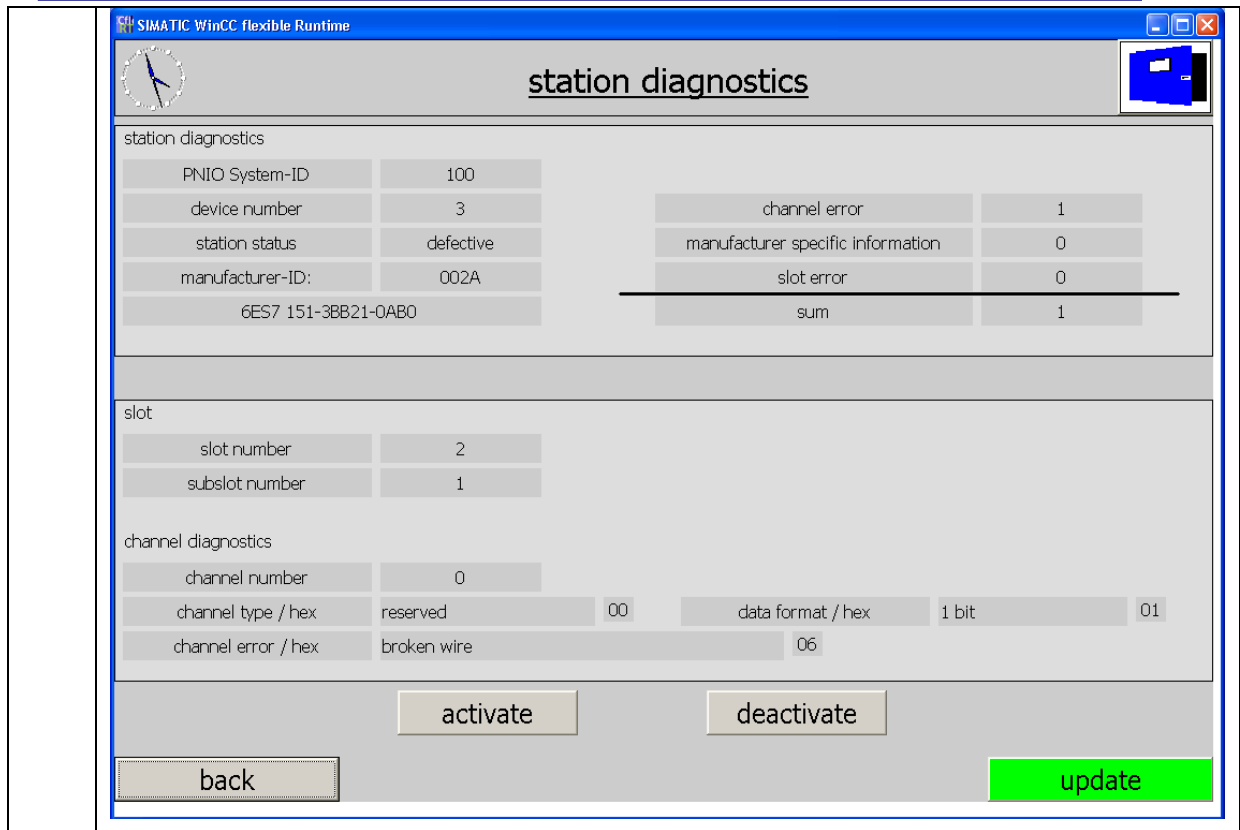 SIMATIC WinCC flexible Runtime
station diagnostics
station diagnostics
PNIO System-ID 100
device number 3 channel error 1
station status defective manufacturer specific information 0
manufacturer-ID: 002A slot error 0
6ES7 151-3BB21-0AB0 sum 1
slot
slot number 2
subslot number 1
channel diagnostics
channel number 0
channel type / hex reserved 00 data format / hex 1 bit 01
channel error / hex broken wire 06
activate deactivate
back update